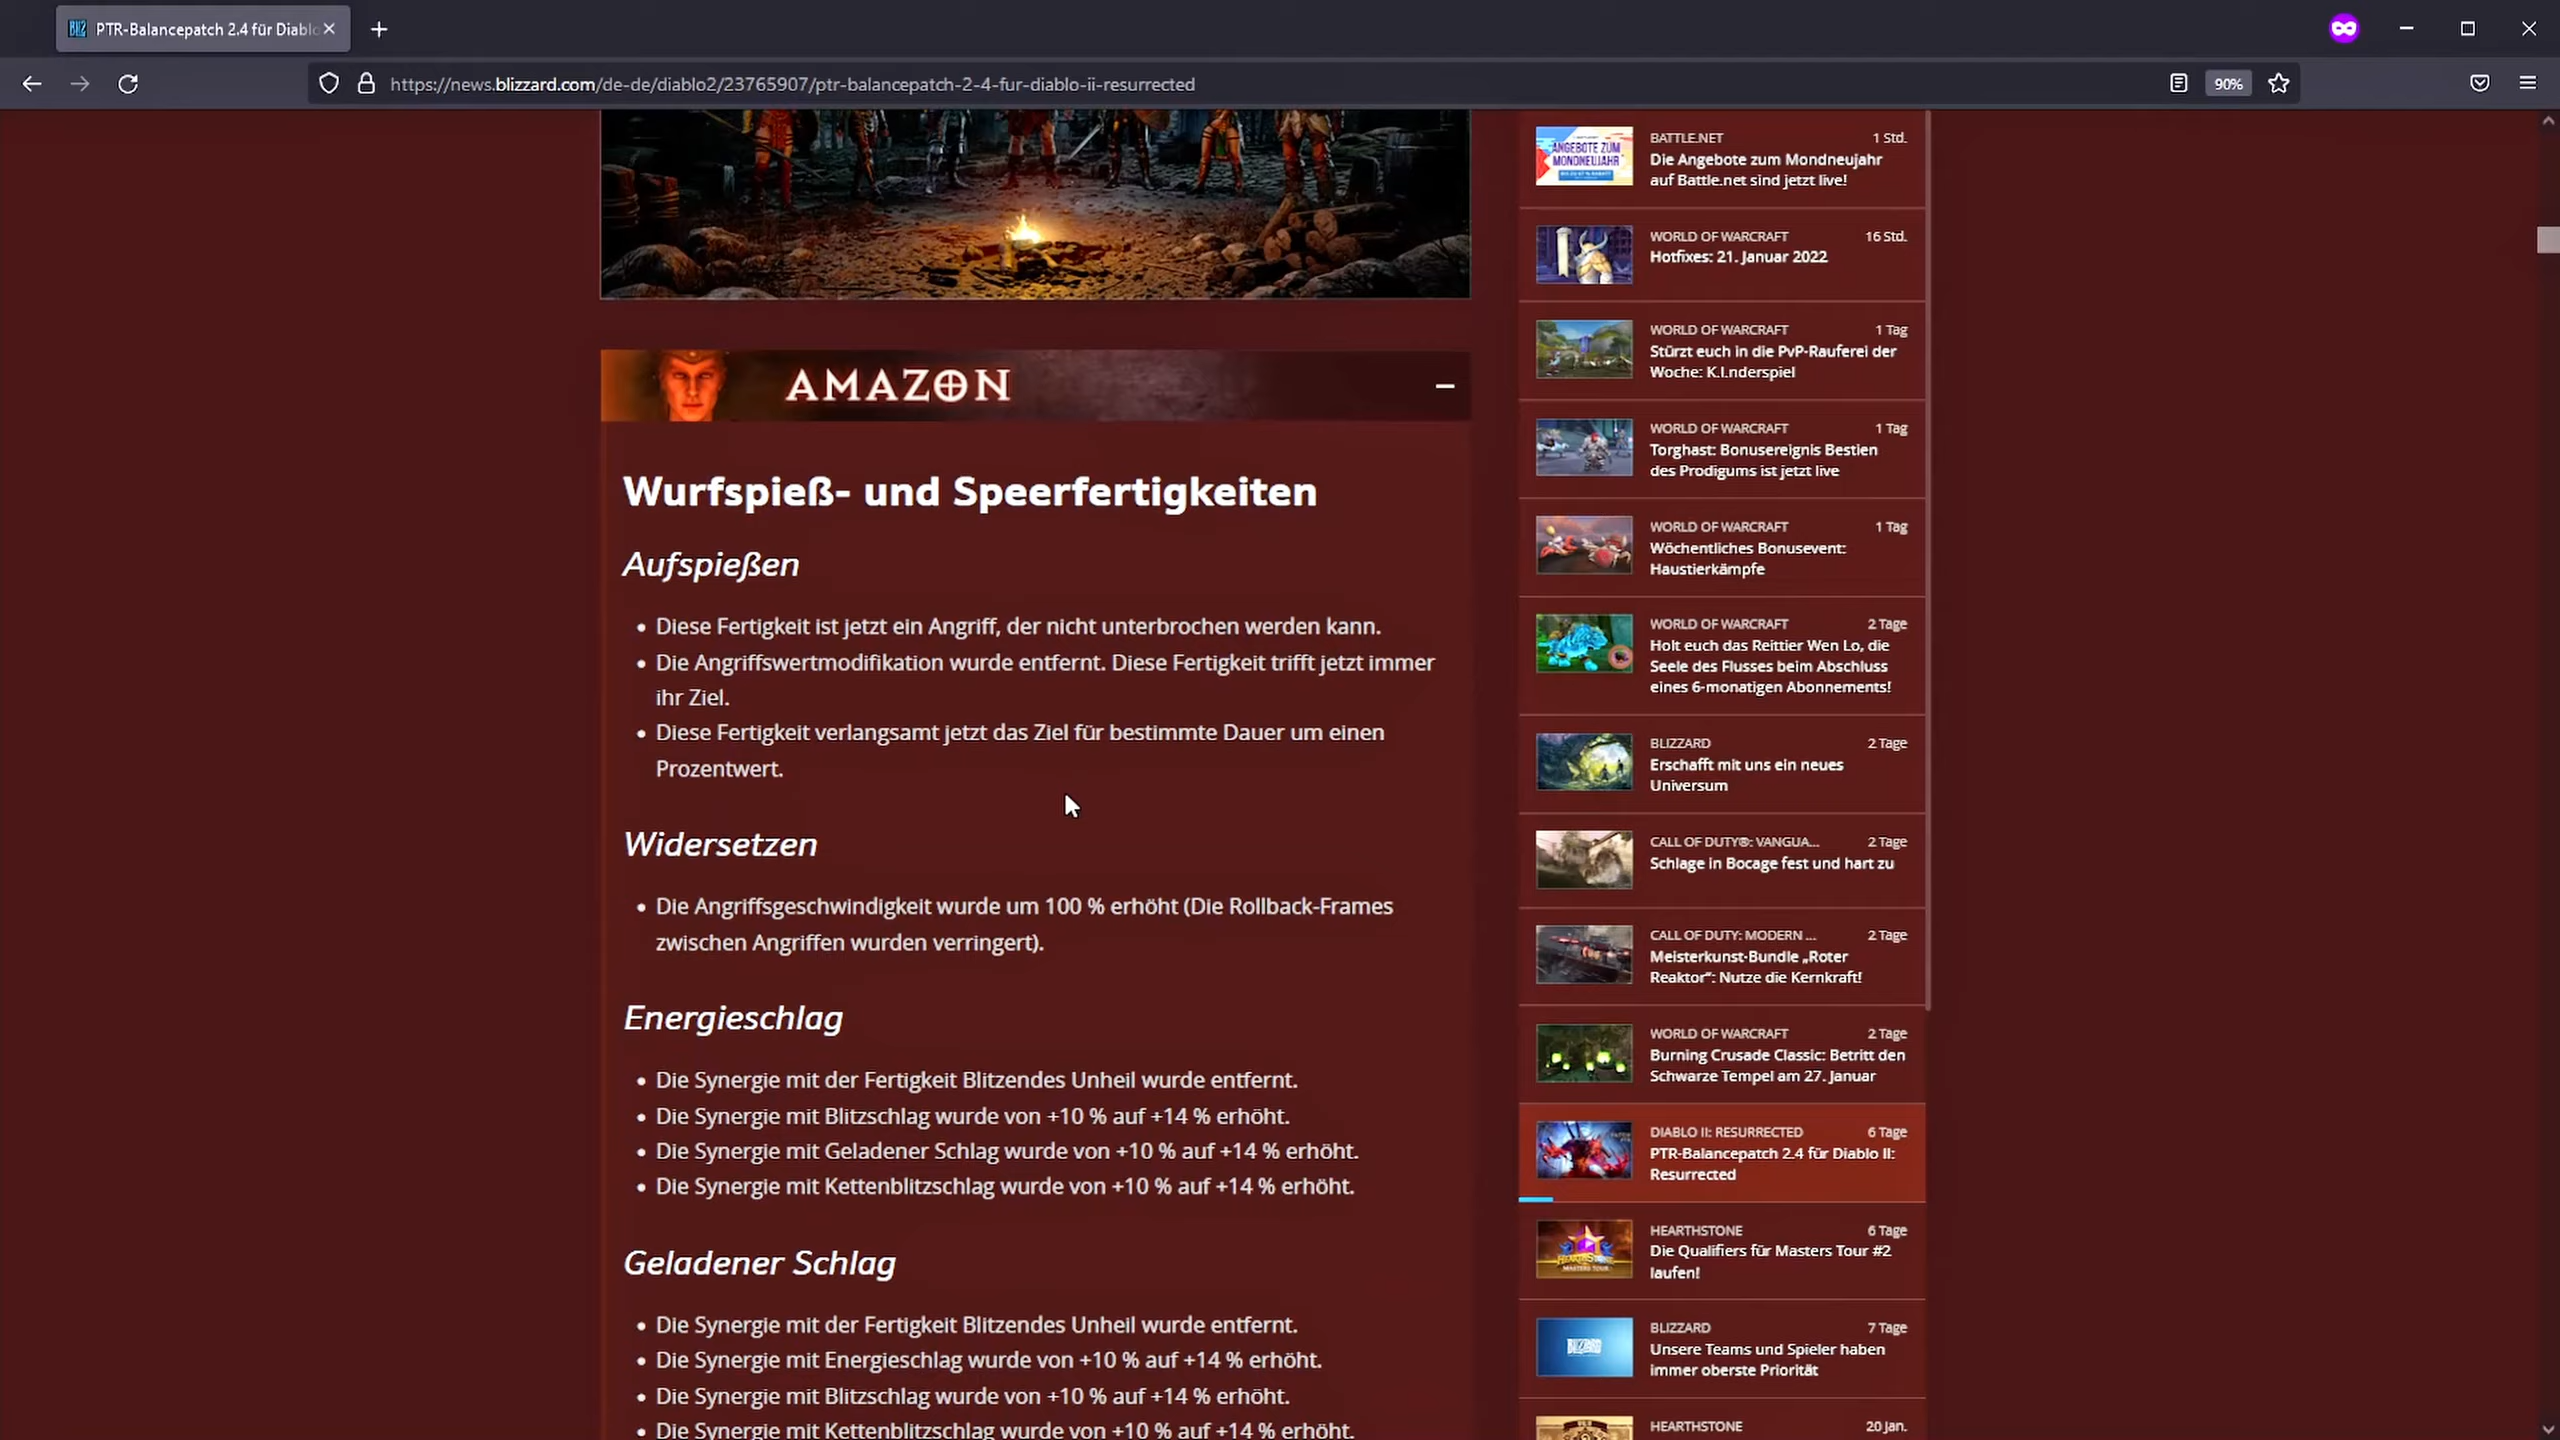 PTR-Balancepatch 2.4 für Diablo
https://news.blizzard.com/de-de/diablo2/23765907/ptr-balancepatch-2-4-fur-diablo-ii-resurrected
90%
AMAZON
Wurfspieß- und Speerfertigkeiten
Aufspießen
• Diese Fertigkeit ist jetzt ein Angriff, der nicht unterbrochen werden kann.
• Die Angriffswertmodifikation wurde entfernt. Diese Fertigkeit trifft jetzt immer
ihr Ziel.
• Diese Fertigkeit verlangsamt jetzt das Ziel für bestimmte Dauer um einen
Prozentwert.
Widersetzen
• Die Angriffsgeschwindigkeit wurde um 100 % erhöht (Die Rollback-Frames
zwischen Angriffen wurden verringert).
Energieschlag
• Die Synergie mit der Fertigkeit Blitzendes Unheil wurde entfernt.
• Die Synergie mit Blitzschlag wurde von +10 % auf +14 % erhöht.
• Die Synergie mit Geladener Schlag wurde von +10 % auf +14 % erhöht.
• Die Synergie mit Kettenblitzschlag wurde von +10 % auf +14 % erhöht.
Geladener Schlag
• Die Synergie mit der Fertigkeit Blitzendes Unheil wurde entfernt.
• Die Synergie mit Energieschlag wurde von +10 % auf +14 % erhöht.
• Die Synergie mit Blitzschlag wurde von +10 % auf +14 % erhöht.
• Die Synergie mit Kettenblitzschlag wurde von +10 % auf +14 % erhöht.
ANGEBOTE ZUM
MONDNEUJAHR
BATTLE.NET 1 Std.
Die Angebote zum Mondneujahr
auf Battle.net sind jetzt live!
WORLD OF WARCRAFT 16 Std.
Hotfixes: 21. Januar 2022
WORLD OF WARCRAFT 1 Tag
Stürzt euch in die PvP-Rauferei der
Woche: K.I.nderspiel
WORLD OF WARCRAFT 1 Tag
Torghast: Bonusereignis Bestien
des Prodigums ist jetzt live
WORLD OF WARCRAFT 1 Tag
Wöchentliches Bonusevent:
Haustierkämpfe
WORLD OF WARCRAFT 2 Tage
Holt euch das Reittier Wen Lo, die
Seele des Flusses beim Abschluss
eines 6-monatigen Abonnements!
BLIZZARD 2 Tage
Erschafft mit uns ein neues
Universum
CALL OF DUTY®: VANGUA... 2 Tage
Schlage in Bocage fest und hart zu
CALL OF DUTY: MODERN ... 2 Tage
Meisterkunst-Bundle „Roter
Reaktor“: Nutze die Kernkraft!
WORLD OF WARCRAFT 2 Tage
Burning Crusade Classic: Betritt den
Schwarze Tempel am 27. Januar
DIABLO II: RESURRECTED 6 Tage
PTR-Balancepatch 2.4 für Diablo II:
Resurrected
HEARTHSTONE 6 Tage
Die Qualifiers für Masters Tour #2
laufen!
BLIZZARD
BLIZZARD 7 Tage
Unsere Teams und Spieler haben
immer oberste Priorität
HEARTHSTONE 20 Jan.